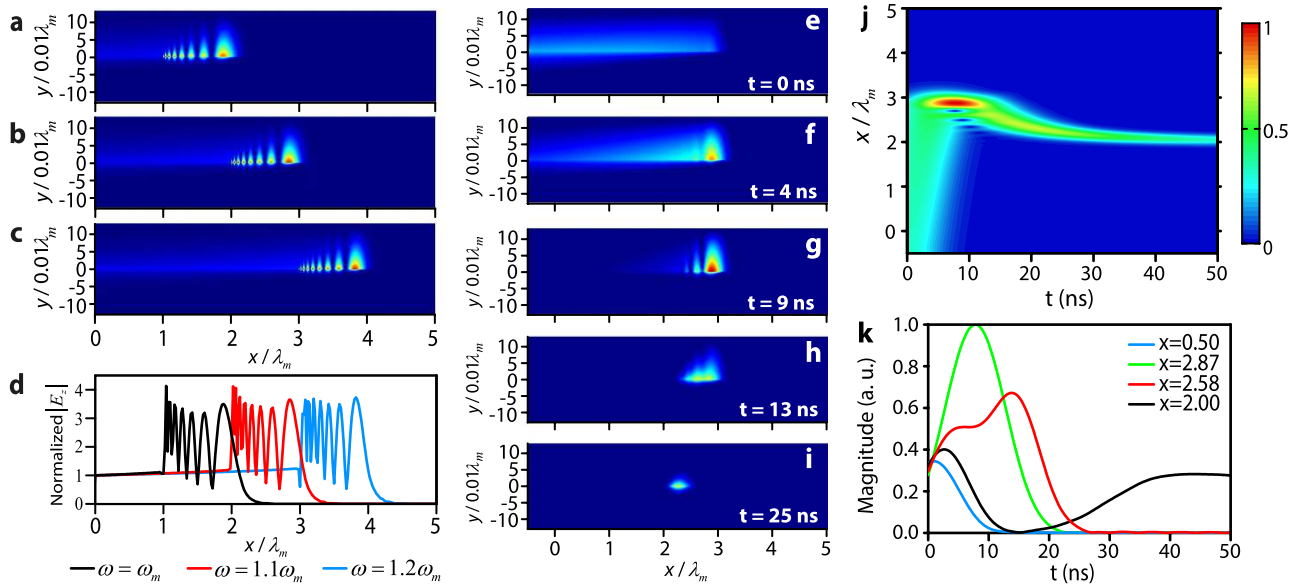 a
y / 0.01λm
10
5
0
-5
-10
b
y / 0.01λm
10
5
0
-5
-10
c
y / 0.01λm
10
5
0
-5
-10
0 1 2 3 4 5
x / λm
d
Normalized|Ez|
4
3
2
1
0
0 1 2 3 4 5
x / λm
ω = ωm ω = 1.1ωm ω = 1.2ωm
e
y / 0.01λm
10
5
0
-5
-10
t = 0 ns
f
y / 0.01λm
10
5
0
-5
-10
t = 4 ns
g
y / 0.01λm
10
5
0
-5
-10
t = 9 ns
h
y / 0.01λm
10
5
0
-5
-10
t = 13 ns
i
y / 0.01λm
10
5
0
-5
-10
t = 25 ns
0 1 2 3 4 5
x / λm
j
x / λm
5
4
3
2
1
0
0 10 20 30 40 50
t (ns)
1
0.5
0
k
Magnitude (a. u.)
1.0
0.8
0.6
0.4
0.2
0.0
0 10 20 30 40 50
t (ns)
x=0.50
x=2.87
x=2.58
x=2.00